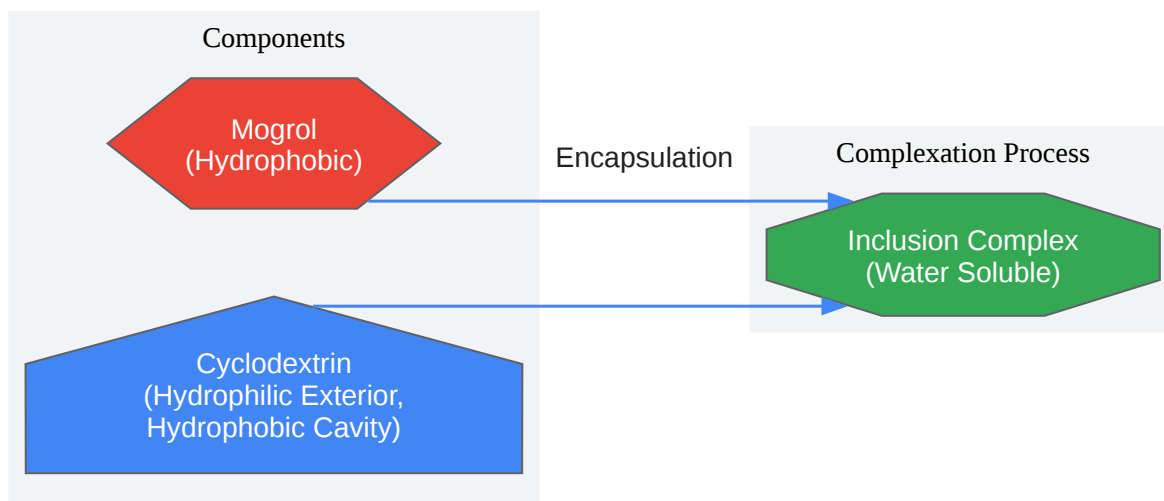 Components
Mogrol
(Hydrophobic)
Encapsulation
Complexation Process
Inclusion Complex
(Water Soluble)
Cyclodextrin
(Hydrophilic Exterior,
Hydrophobic Cavity)